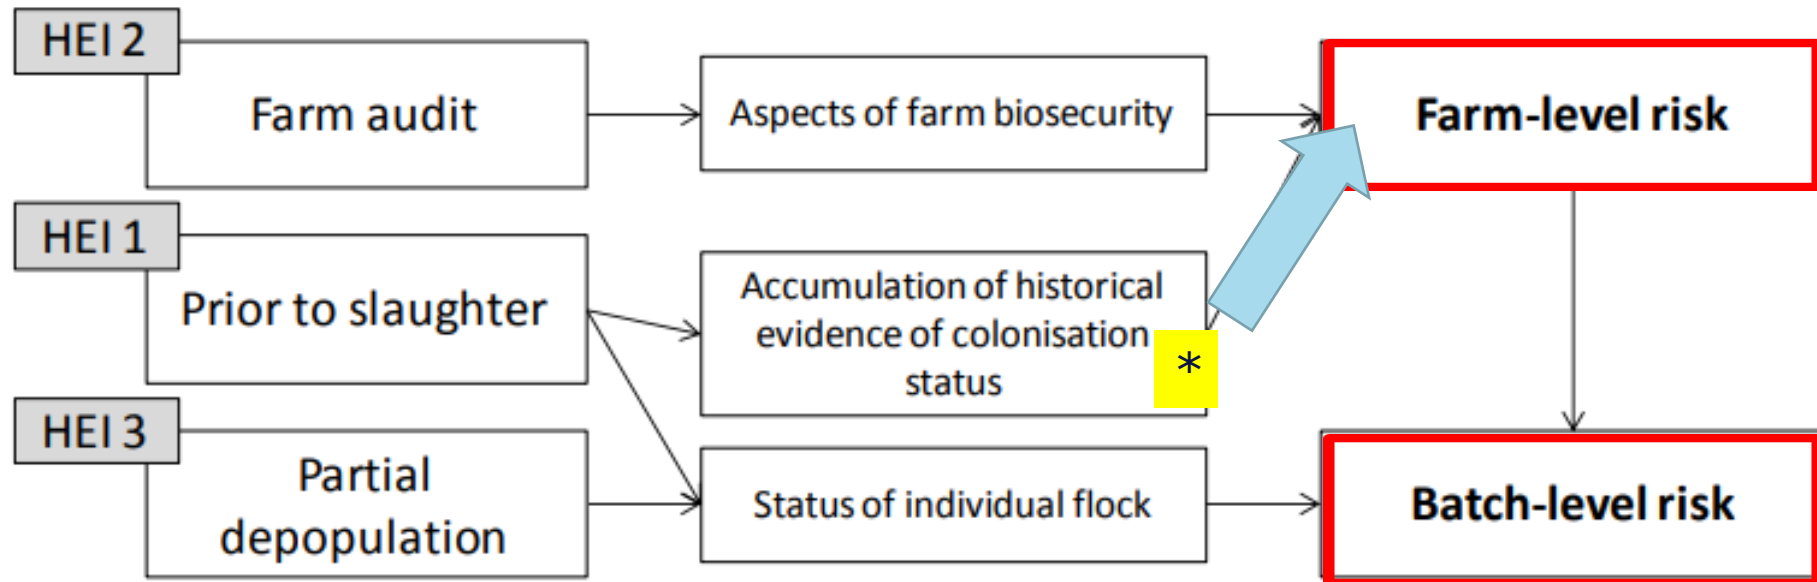 HEI 2
Farm audit
Aspects of farm biosecurity
Farm-level risk
HEI 1
Prior to slaughter
Accumulation of historical
evidence of colonisation
status
*
HEI 3
Partial
depopulation
Status of individual flock
Batch-level risk